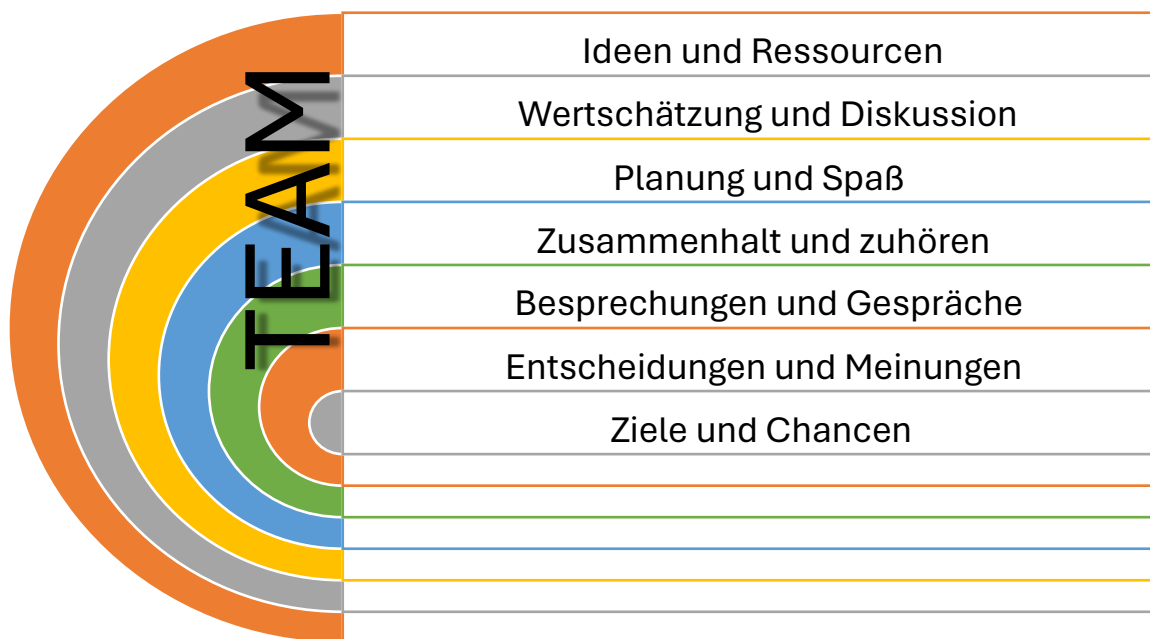 TEAM
Ideen und Ressourcen
Wertschätzung und Diskussion
Planung und Spaß
Zusammenhalt und zuhören
Besprechungen und Gespräche
Entscheidungen und Meinungen
Ziele und Chancen